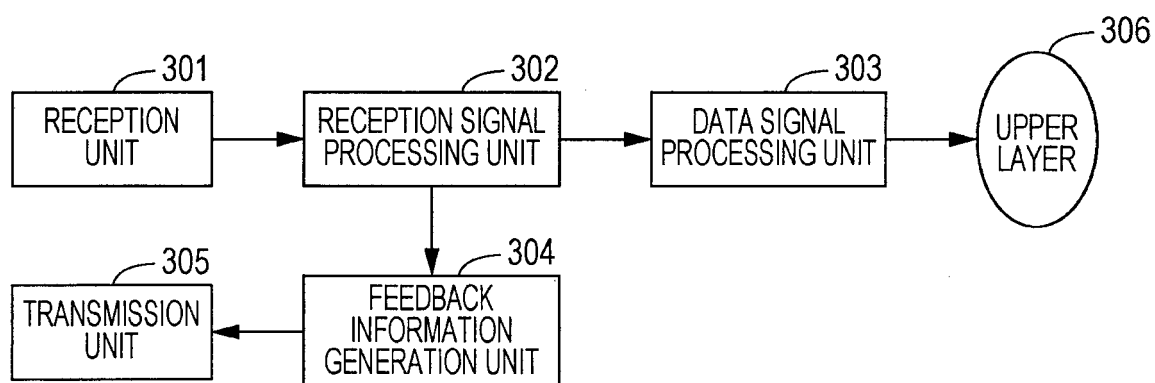 301
RECEPTION
UNIT
302
RECEPTION SIGNAL
PROCESSING UNIT
303
DATA SIGNAL
PROCESSING UNIT
306
UPPER
LAYER
305
TRANSMISSION
UNIT
304
FEEDBACK
INFORMATION
GENERATION UNIT